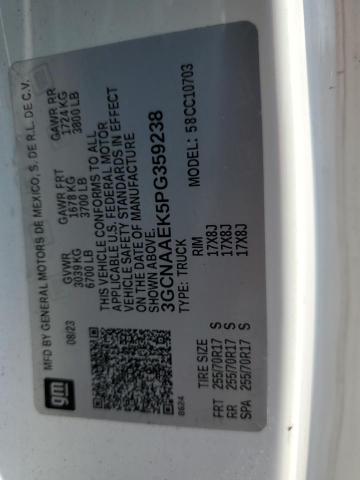 gm
MFD BY GENERAL MOTORS DE MEXICO, S. DE R.L. DE C.V.
08/23 GVWR GAWR FRT GAWR RR
3039 KG 1678 KG 1724 KG
6700 LB 3700 LB 3800 LB
THIS VEHICLE CONFORMS TO ALL
APPLICABLE U.S. FEDERAL MOTOR
VEHICLE SAFETY STANDARDS IN EFFECT
ON THE DATE OF MANUFACTURE
SHOWN ABOVE.
3GCNAAEK5PG359238
TYPE: TRUCK MODEL: 58CC10703
0624
TIRE SIZE RIM
FRT 255/70R17 S 17X8J
RR 255/70R17 S 17X8J
SPA 255/70R17 S 17X8J